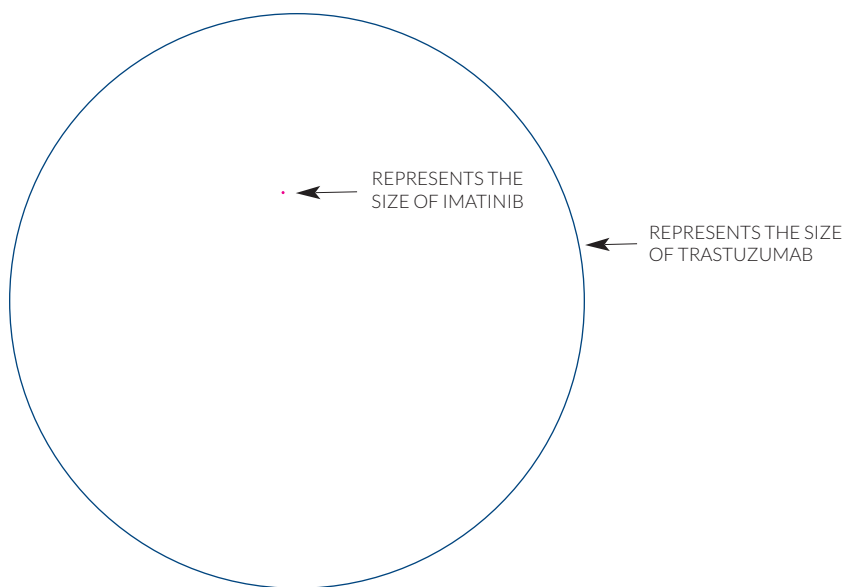 REPRESENTS THE
SIZE OF IMATINIB
REPRESENTS THE SIZE
OF TRASTUZUMAB